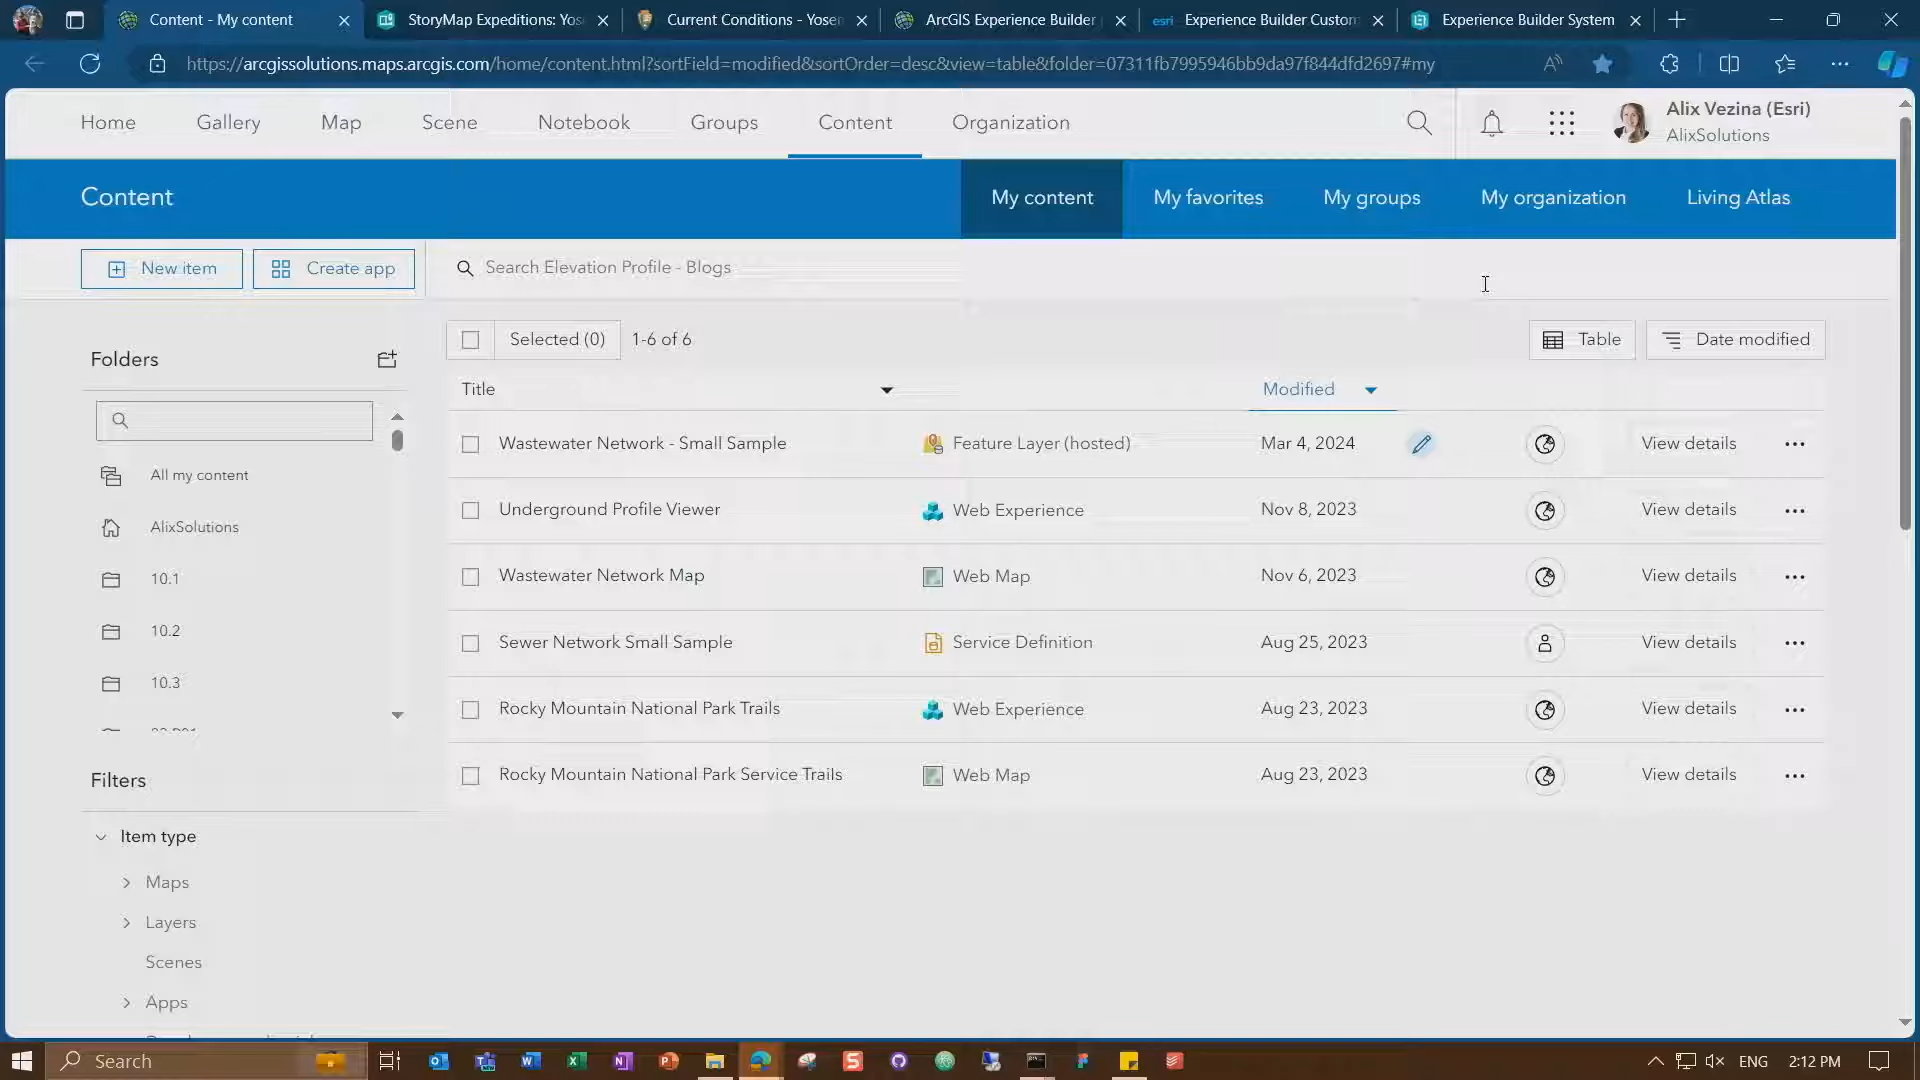 Content - My content
StoryMap Expeditions: Yose
Current Conditions - Yosem
ArcGIS Experience Builder
esri Experience Builder Custom
Experience Builder System
https://arcgissolutions.maps.arcgis.com/home/content.html?sortField=modified&sortOrder=desc&view=table&folder=07311fb7995946bb9da97f844dfd2697#my
Home Gallery Map Scene Notebook Groups Content Organization
Alix Vezina (Esri)
AlixSolutions
Content
My content My favorites My groups My organization Living Atlas
New item Create app Search Elevation Profile - Blogs
Folders
All my content
AlixSolutions
10.1
10.2
10.3
Filters
Item type
Maps
Layers
Scenes
Apps
Selected (0) 1-6 of 6 Table Date modified
Title Modified
Wastewater Network - Small Sample Feature Layer (hosted) Mar 4, 2024 View details
Underground Profile Viewer Web Experience Nov 8, 2023 View details
Wastewater Network Map Web Map Nov 6, 2023 View details
Sewer Network Small Sample Service Definition Aug 25, 2023 View details
Rocky Mountain National Park Trails Web Experience Aug 23, 2023 View details
Rocky Mountain National Park Service Trails Web Map Aug 23, 2023 View details
Search
ENG 2:12 PM